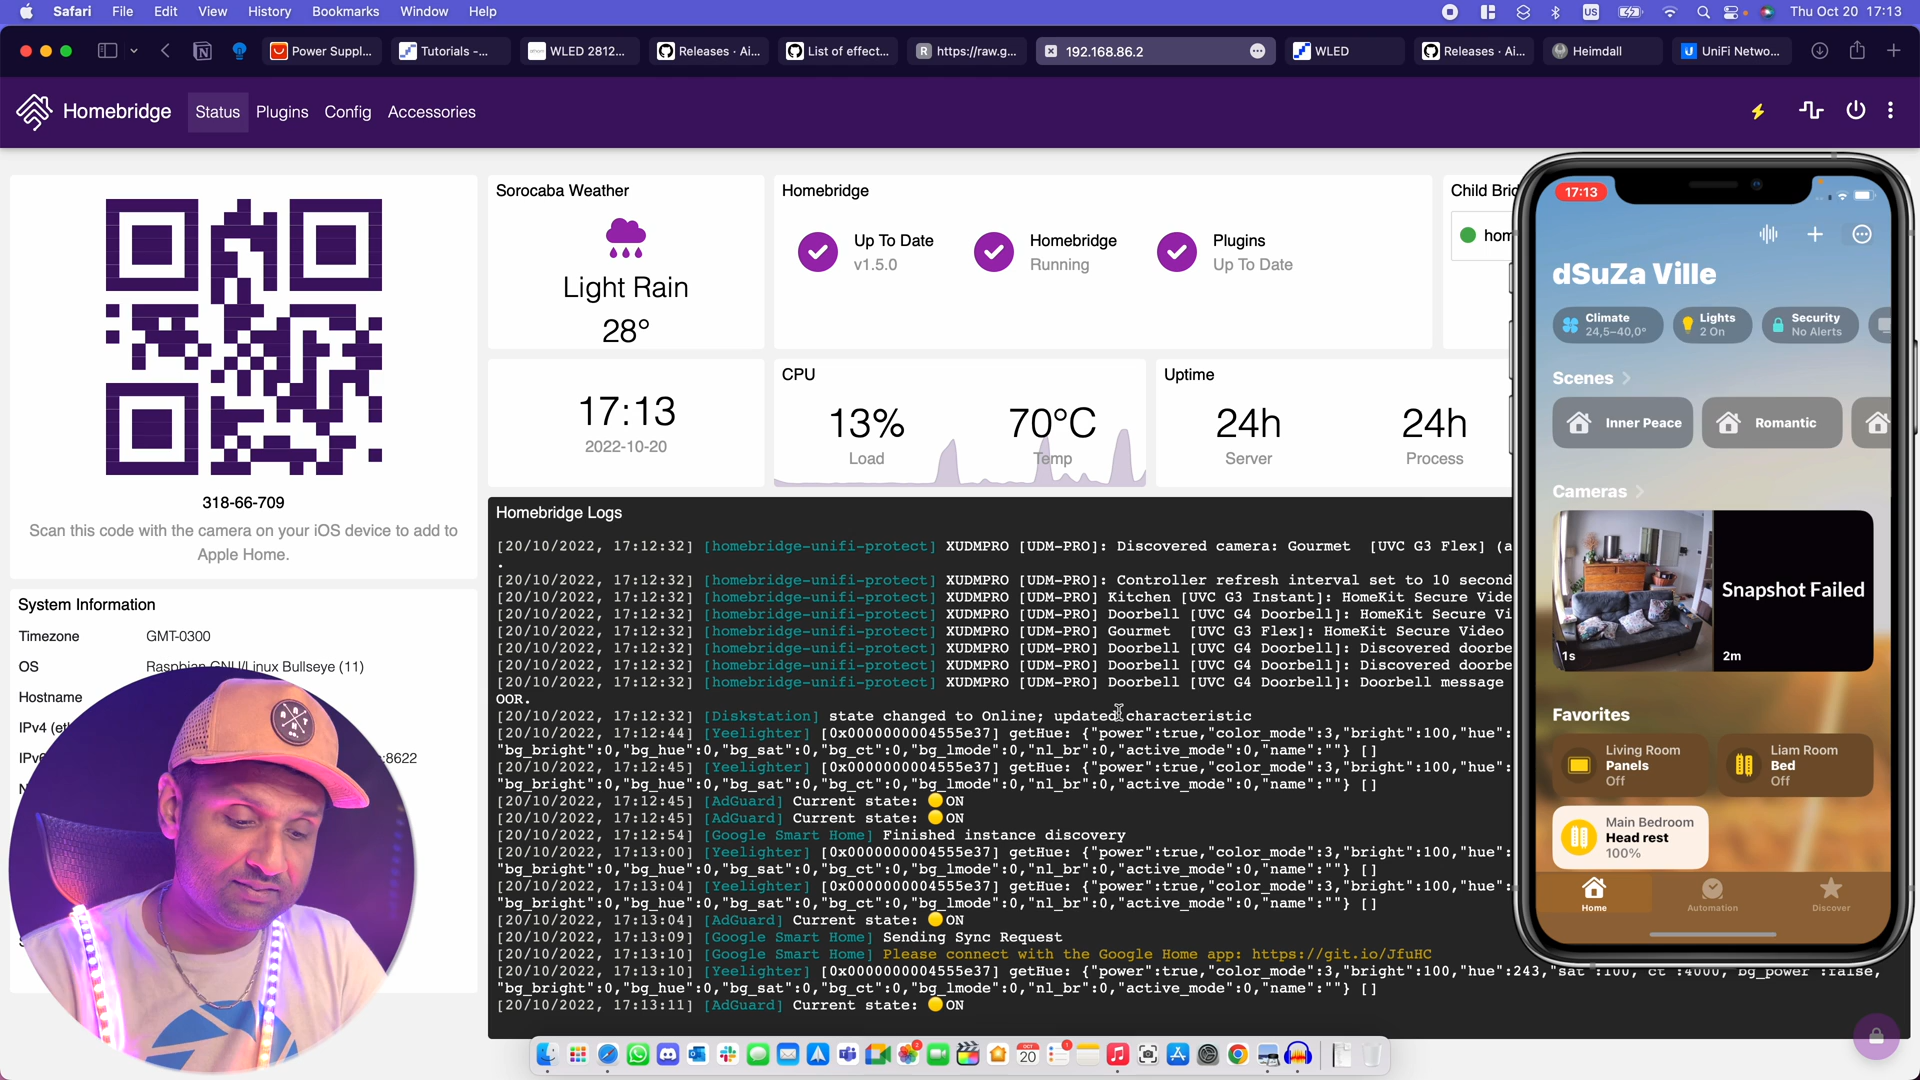 Safari File Edit View History Bookmarks Window Help
US
Thu Oct 20 17:13
Power Suppl...
Tutorials -...
WLED 2812...
Releases · Ai...
List of effect...
https://raw.g...
192.168.86.2
WLED
Releases · Ai...
Heimdall
UniFi Netwo...
Homebridge Status Plugins Config Accessories
318-66-709
Scan this code with the camera on your iOS device to add to
Apple Home.
System Information
Timezone GMT-0300
OS Raspbian GNU/Linux Bullseye (11)
Hostname
IPv4 (et
IPv
:8622
Sorocaba Weather
Light Rain
28°
Homebridge
Up To Date
v1.5.0
Homebridge
Running
Plugins
Up To Date
Child Brid
hom
17:13
2022-10-20
CPU
13%
Load
70°C
Temp
Uptime
24h
Server
24h
Process
Homebridge Logs
[20/10/2022, 17:12:32] [homebridge-unifi-protect] XUDMPRO [UDM-PRO]: Discovered camera: Gourmet [UVC G3 Flex] (a
.
[20/10/2022, 17:12:32] [homebridge-unifi-protect] XUDMPRO [UDM-PRO]: Controller refresh interval set to 10 second
[20/10/2022, 17:12:32] [homebridge-unifi-protect] XUDMPRO [UDM-PRO] Kitchen [UVC G3 Instant]: HomeKit Secure Vide
[20/10/2022, 17:12:32] [homebridge-unifi-protect] XUDMPRO [UDM-PRO] Doorbell [UVC G4 Doorbell]: HomeKit Secure Vi
[20/10/2022, 17:12:32] [homebridge-unifi-protect] XUDMPRO [UDM-PRO] Gourmet [UVC G3 Flex]: HomeKit Secure Video
[20/10/2022, 17:12:32] [homebridge-unifi-protect] XUDMPRO [UDM-PRO] Doorbell [UVC G4 Doorbell]: Discovered doorbe
[20/10/2022, 17:12:32] [homebridge-unifi-protect] XUDMPRO [UDM-PRO] Doorbell [UVC G4 Doorbell]: Discovered doorbe
[20/10/2022, 17:12:32] [homebridge-unifi-protect] XUDMPRO [UDM-PRO] Doorbell [UVC G4 Doorbell]: Doorbell message
OOR.
[20/10/2022, 17:12:32] [Diskstation] state changed to Online; updated characteristic
[20/10/2022, 17:12:44] [Yeelighter] [0x0000000004555e37] getHue: {"power":true,"color_mode":3,"bright":100,"hue":
"bg_bright":0,"bg_hue":0,"bg_sat":0,"bg_ct":0,"bg_lmode":0,"nl_br":0,"active_mode":0,"name":""} []
[20/10/2022, 17:12:45] [Yeelighter] [0x0000000004555e37] getHue: {"power":true,"color_mode":3,"bright":100,"hue":
"bg_bright":0,"bg_hue":0,"bg_sat":0,"bg_ct":0,"bg_lmode":0,"nl_br":0,"active_mode":0,"name":""} []
[20/10/2022, 17:12:45] [AdGuard] Current state: 🟡ON
[20/10/2022, 17:12:45] [AdGuard] Current state: 🟡ON
[20/10/2022, 17:12:54] [Google Smart Home] Finished instance discovery
[20/10/2022, 17:13:00] [Yeelighter] [0x0000000004555e37] getHue: {"power":true,"color_mode":3,"bright":100,"hue":
"bg_bright":0,"bg_hue":0,"bg_sat":0,"bg_ct":0,"bg_lmode":0,"nl_br":0,"active_mode":0,"name":""} []
[20/10/2022, 17:13:04] [Yeelighter] [0x0000000004555e37] getHue: {"power":true,"color_mode":3,"bright":100,"hue":
"bg_bright":0,"bg_hue":0,"bg_sat":0,"bg_ct":0,"bg_lmode":0,"nl_br":0,"active_mode":0,"name":""} []
[20/10/2022, 17:13:04] [AdGuard] Current state: 🟡ON
[20/10/2022, 17:13:09] [Google Smart Home] Sending Sync Request
[20/10/2022, 17:13:10] [Google Smart Home] Please connect with the Google Home app: https://git.io/JfuHC
[20/10/2022, 17:13:10] [Yeelighter] [0x0000000004555e37] getHue: {"power":true,"color_mode":3,"bright":100,"hue":243,"sat":100,"ct":4000,"bg_power":false,
"bg_bright":0,"bg_hue":0,"bg_sat":0,"bg_ct":0,"bg_lmode":0,"nl_br":0,"active_mode":0,"name":""} []
[20/10/2022, 17:13:11] [AdGuard] Current state: 🟡ON
17:13
dSuZa Ville
Climate
24,5–40,0°
Lights
2 On
Security
No Alerts
Scenes
Inner Peace
Romantic
Cameras
Snapshot Failed
1s
2m
Favorites
Living Room
Panels
Off
Liam Room
Bed
Off
Main Bedroom
Head rest
100%
Home
Automation
Discover
OCT
20